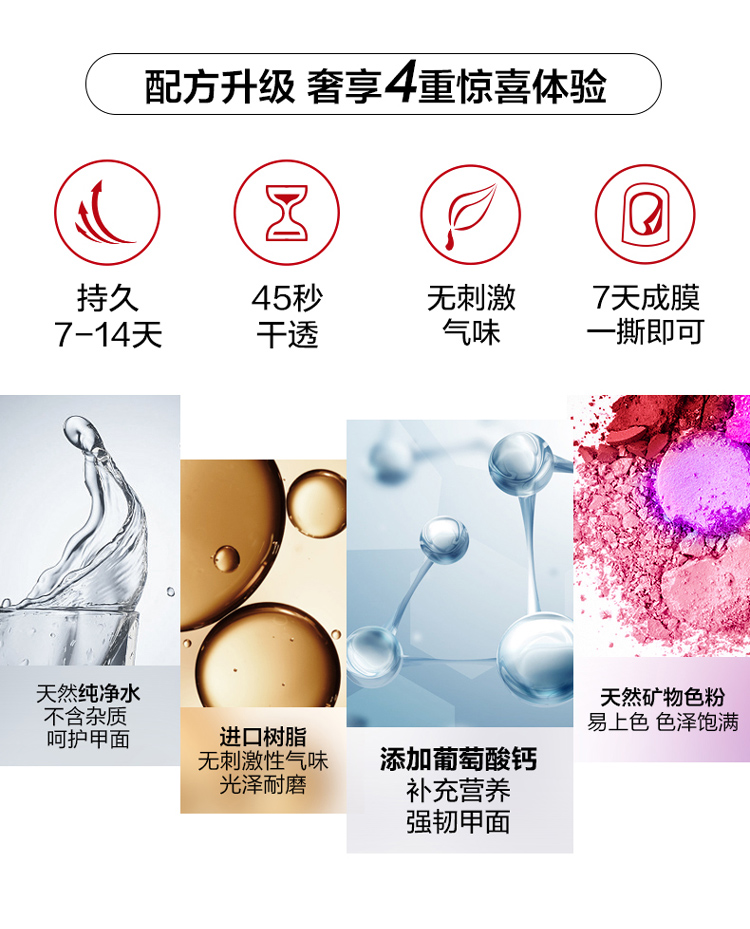 配方升级 奢享4重惊喜体验
持久
7-14天
45秒
干透
无刺激
气味
7天成膜
一撕即可
天然纯净水
不含杂质
呵护甲面
进口树脂
无刺激性气味
光泽耐磨
添加葡萄酸钙
补充营养
强韧甲面
天然矿物色粉
易上色 色泽饱满